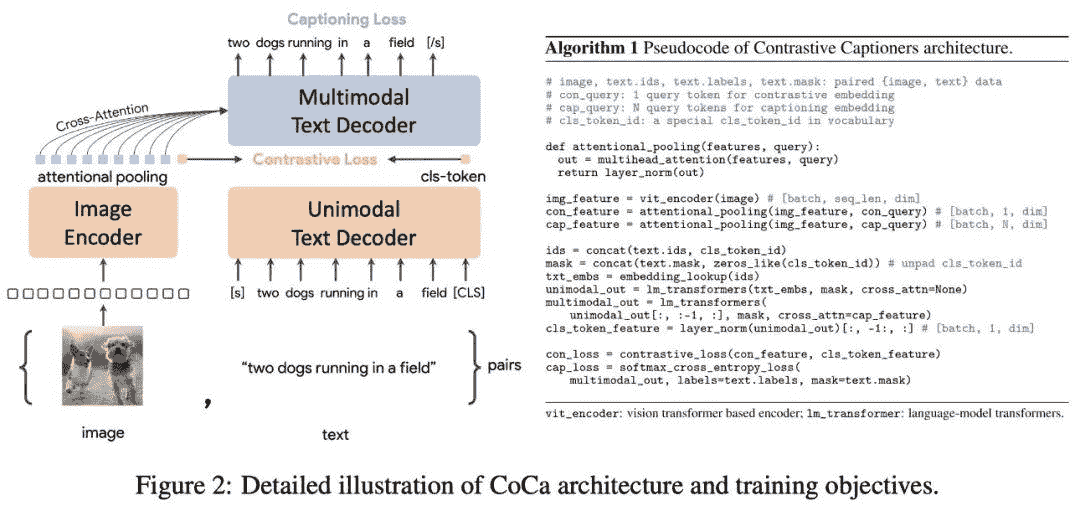 Captioning Loss
two dogs running in a field [/s]
Multimodal
Text Decoder
Cross-Attention
Contrastive Loss
attentional pooling
cls-token
Image
Encoder
Unimodal
Text Decoder
[s] two dogs running in a field [CLS]
"two dogs running in a field"
pairs
,
image
text
Algorithm 1 Pseudocode of Contrastive Captioners architecture.
# image, text.ids, text.labels, text.mask: paired {image, text} data
# con_query: 1 query token for contrastive embedding
# cap_query: N query tokens for captioning embedding
# cls_token_id: a special cls_token_id in vocabulary
def attentional_pooling(features, query):
out = multihead_attention(features, query)
return layer_norm(out)
img_feature = vit_encoder(image) # [batch, seq_len, dim]
con_feature = attentional_pooling(img_feature, con_query) # [batch, 1, dim]
cap_feature = attentional_pooling(img_feature, cap_query) # [batch, N, dim]
ids = concat(text.ids, cls_token_id)
mask = concat(text.mask, zeros_like(cls_token_id)) # unpad cls_token_id
txt_embs = embedding_lookup(ids)
unimodal_out = lm_transformers(txt_embs, mask, cross_attn=None)
multimodal_out = lm_transformers(
unimodal_out[:, :-1, :], mask, cross_attn=cap_feature)
cls_token_feature = layer_norm(unimodal_out)[:, -1:, :] # [batch, 1, dim]
con_loss = contrastive_loss(con_feature, cls_token_feature)
cap_loss = softmax_cross_entropy_loss(
multimodal_out, labels=text.labels, mask=text.mask)
vit_encoder: vision transformer based encoder; lm_transformer: language-model transformers.
Figure 2: Detailed illustration of CoCa architecture and training objectives.